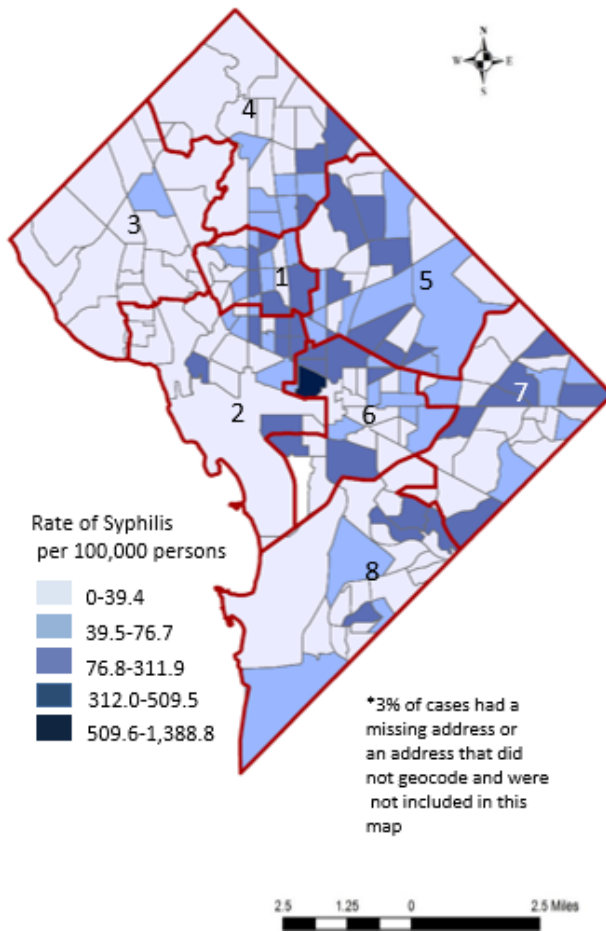 N
W E
S
4
3
1
5
7
2
6
8
Rate of Syphilis
per 100,000 persons
0-39.4
39.5-76.7
76.8-311.9
312.0-509.5
509.6-1,388.8
*3% of cases had a
missing address or
an address that did
not geocode and were
not included in this
map
2.5 1.25 0 2.5 Miles